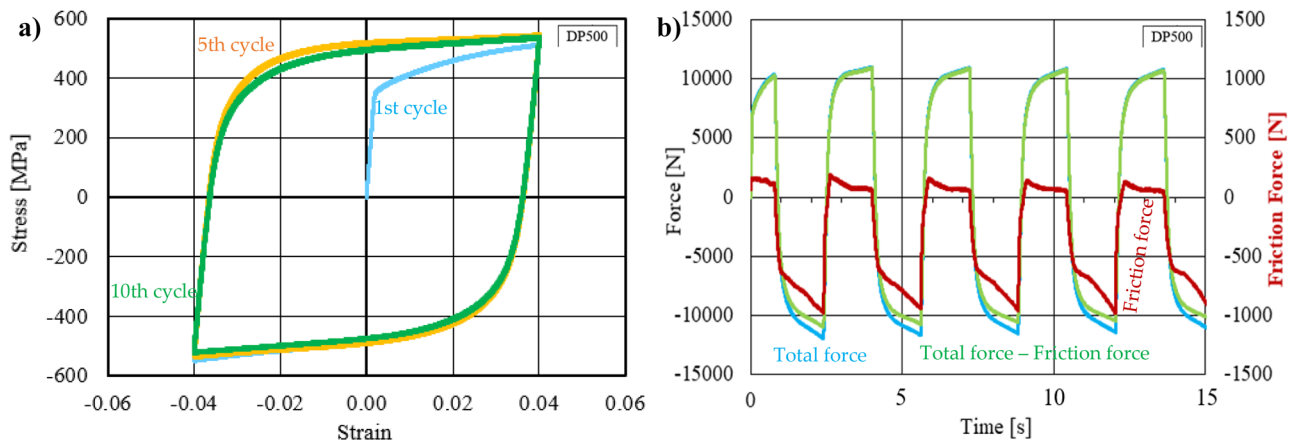 a)
600
400
200
0
-200
-400
-600
Stress [MPa]
-0.06
-0.04
-0.02
0.00
0.02
0.04
0.06
Strain
DP500
5th cycle
1st cycle
10th cycle
b)
15000
10000
5000
0
-5000
-10000
-15000
Force [N]
0
5
10
15
Time [s]
1500
1000
500
0
-500
-1000
-1500
Friction Force [N]
DP500
Friction force
Total force
Total force – Friction force